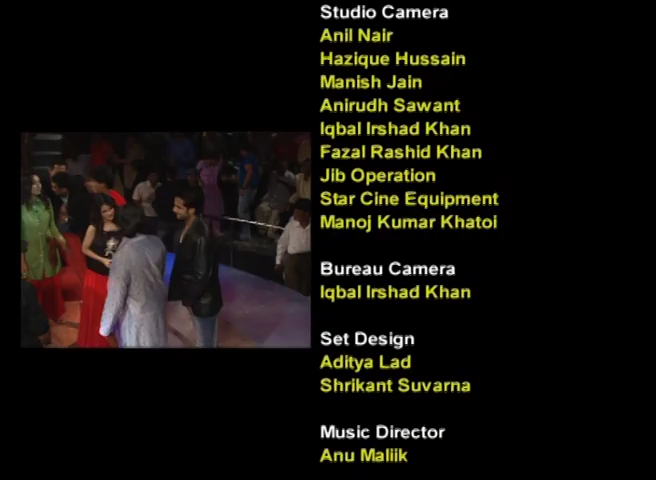 Studio Camera
Anil Nair
Hazique Hussain
Manish Jain
Anirudh Sawant
Iqbal Irshad Khan
Fazal Rashid Khan
Jib Operation
Star Cine Equipment
Manoj Kumar Khatoi
Bureau Camera
Iqbal Irshad Khan
Set Design
Aditya Lad
Shrikant Suvarna
Music Director
Anu Maliik